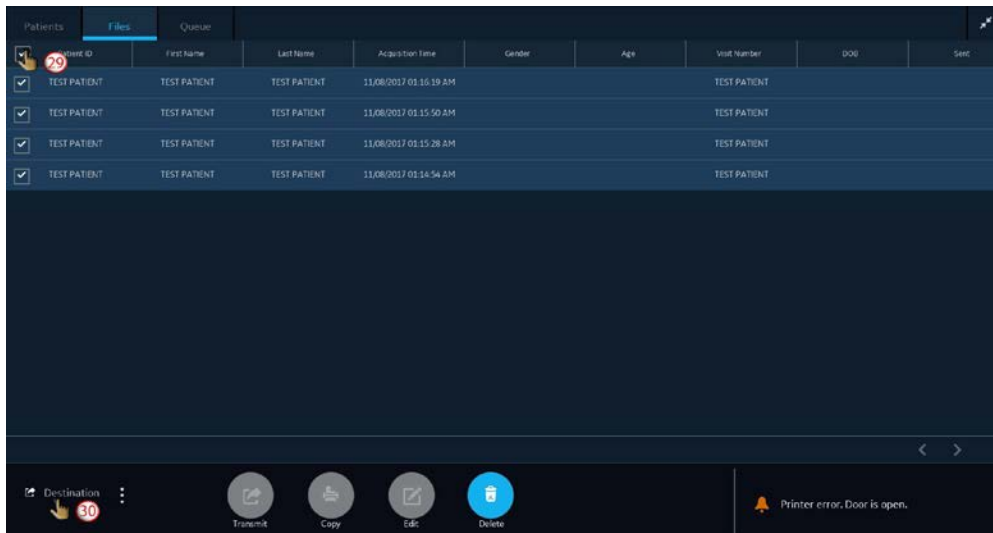 Patients Files Queue
29 Patient ID First Name Last Name Acquisition Time Gender Age Visit Number DOB Sent
TEST PATIENT TEST PATIENT TEST PATIENT 11/08/2017 01:16:19 AM TEST PATIENT
TEST PATIENT TEST PATIENT TEST PATIENT 11/08/2017 01:15:50 AM TEST PATIENT
TEST PATIENT TEST PATIENT TEST PATIENT 11/08/2017 01:15:28 AM TEST PATIENT
TEST PATIENT TEST PATIENT TEST PATIENT 11/08/2017 01:14:54 AM TEST PATIENT
Destination
30
Transmit Copy Edit Delete
Printer error. Door is open.